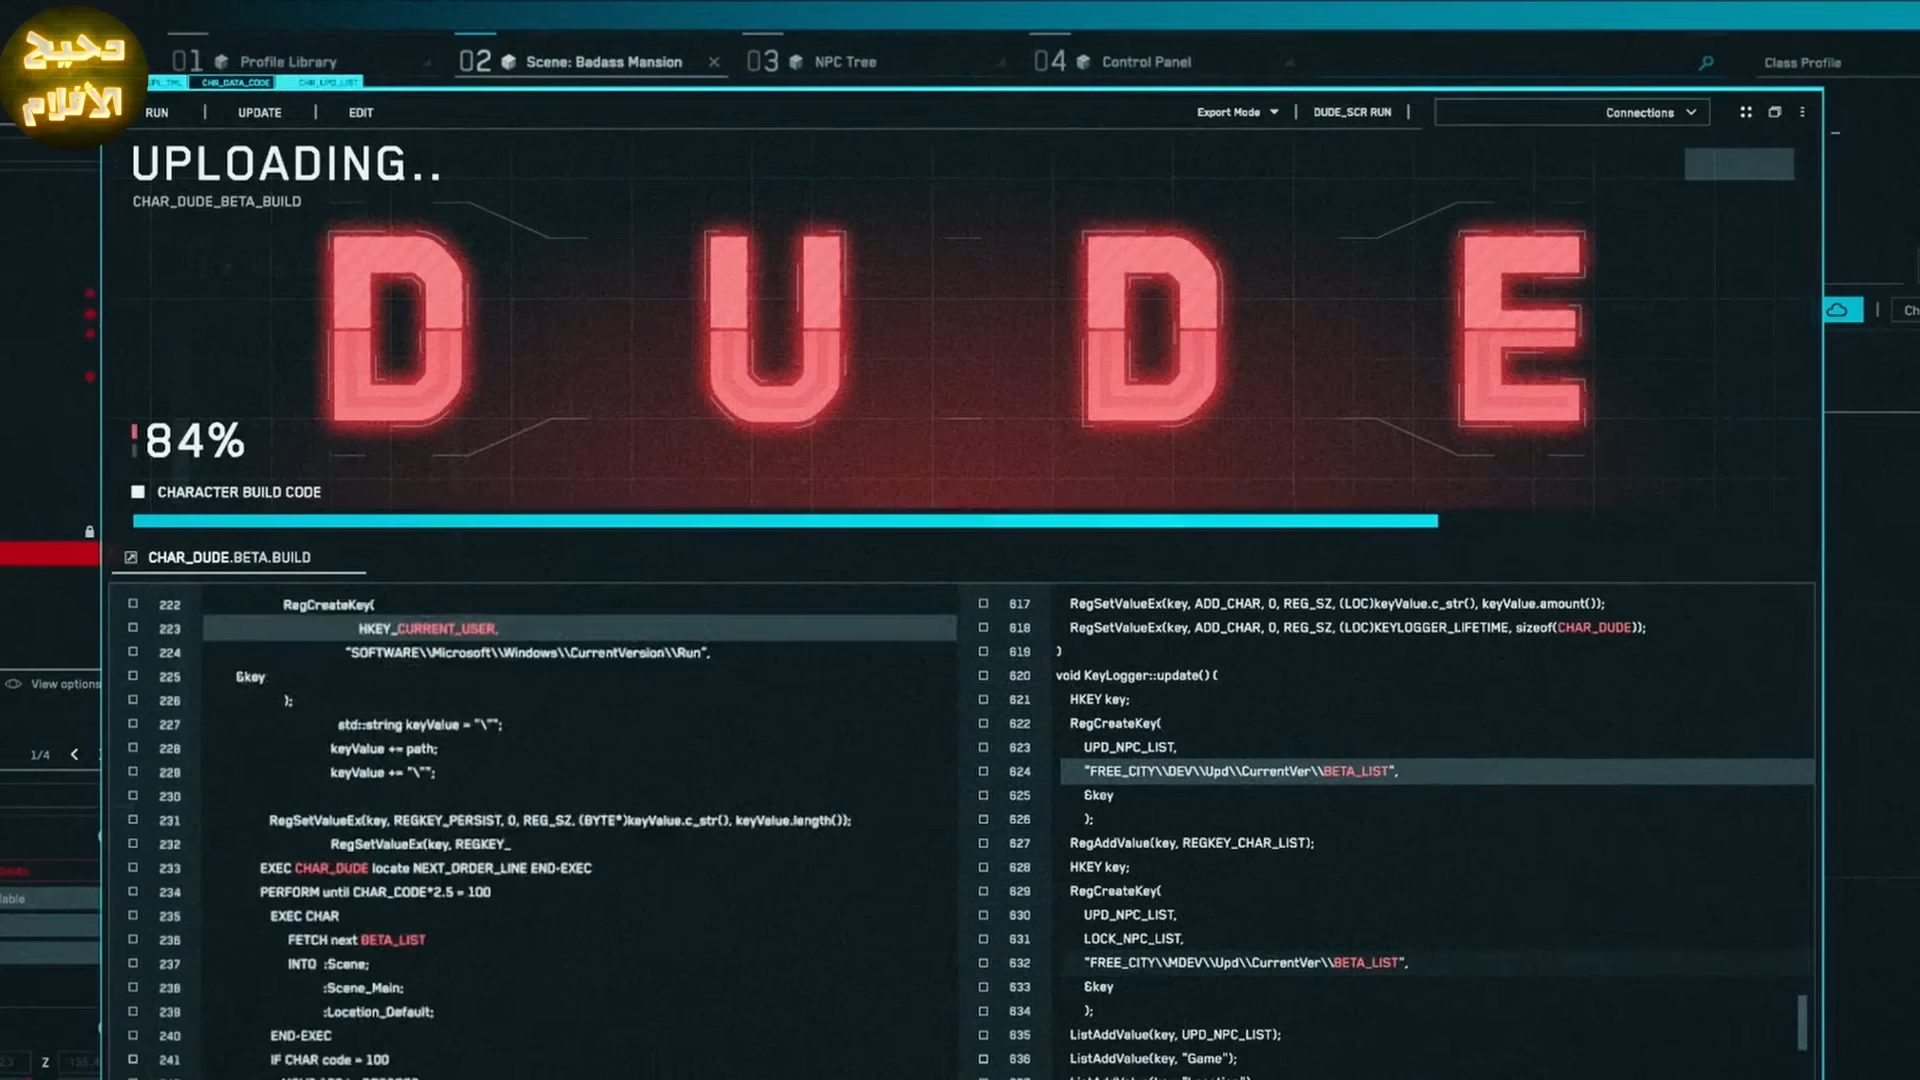 دحيح
الأفلام
01 Profile Library
02 Scene: Badass Mansion
03 NPC Tree
04 Control Panel
Class Profile
CHR_DATA_CODE
CHR_UPD_LIST
RUN | UPDATE | EDIT
Export Mode | DUDE_SCR RUN | Connections
UPLOADING..
CHAR_DUDE_BETA_BUILD
DUDE
84%
CHARACTER BUILD CODE
CHAR_DUDE.BETA.BUILD
View options
1/4
222 RegCreateKey(
223 HKEY_CURRENT_USER,
224 "SOFTWARE\\Microsoft\\Windows\\CurrentVersion\\Run",
225 &key
226 );
227 std::string keyValue = "\"";
228 keyValue += path;
229 keyValue += "\"";
230
231 RegSetValueEx(key, REGKEY_PERSIST, 0, REG_SZ, (BYTE*)keyValue.c_str(), keyValue.length());
232 RegSetValueEx(key, REGKEY_
233 EXEC CHAR_DUDE locate NEXT_ORDER_LINE END-EXEC
234 PERFORM until CHAR_CODE*2.5 = 100
235 EXEC CHAR
236 FETCH next BETA_LIST
237 INTO :Scene;
238 :Scene_Main;
239 :Location_Default;
240 END-EXEC
241 IF CHAR code = 100
617 RegSetValueEx(key, ADD_CHAR, 0, REG_SZ, (LOC)keyValue.c_str(), keyValue.amount());
618 RegSetValueEx(key, ADD_CHAR, 0, REG_SZ, (LOC)KEYLOGGER_LIFETIME, sizeof(CHAR_DUDE));
619 }
620 void KeyLogger::update() {
621 HKEY key;
622 RegCreateKey(
623 UPD_NPC_LIST,
624 "FREE_CITY\\DEV\\Upd\\CurrentVer\\BETA_LIST",
625 &key
626 );
627 RegAddValue(key, REGKEY_CHAR_LIST);
628 HKEY key;
629 RegCreateKey(
630 UPD_NPC_LIST,
631 LOCK_NPC_LIST,
632 "FREE_CITY\\MDEV\\Upd\\CurrentVer\\BETA_LIST",
633 &key
634 );
635 ListAddValue(key, UPD_NPC_LIST);
636 ListAddValue(key, "Game");
Z